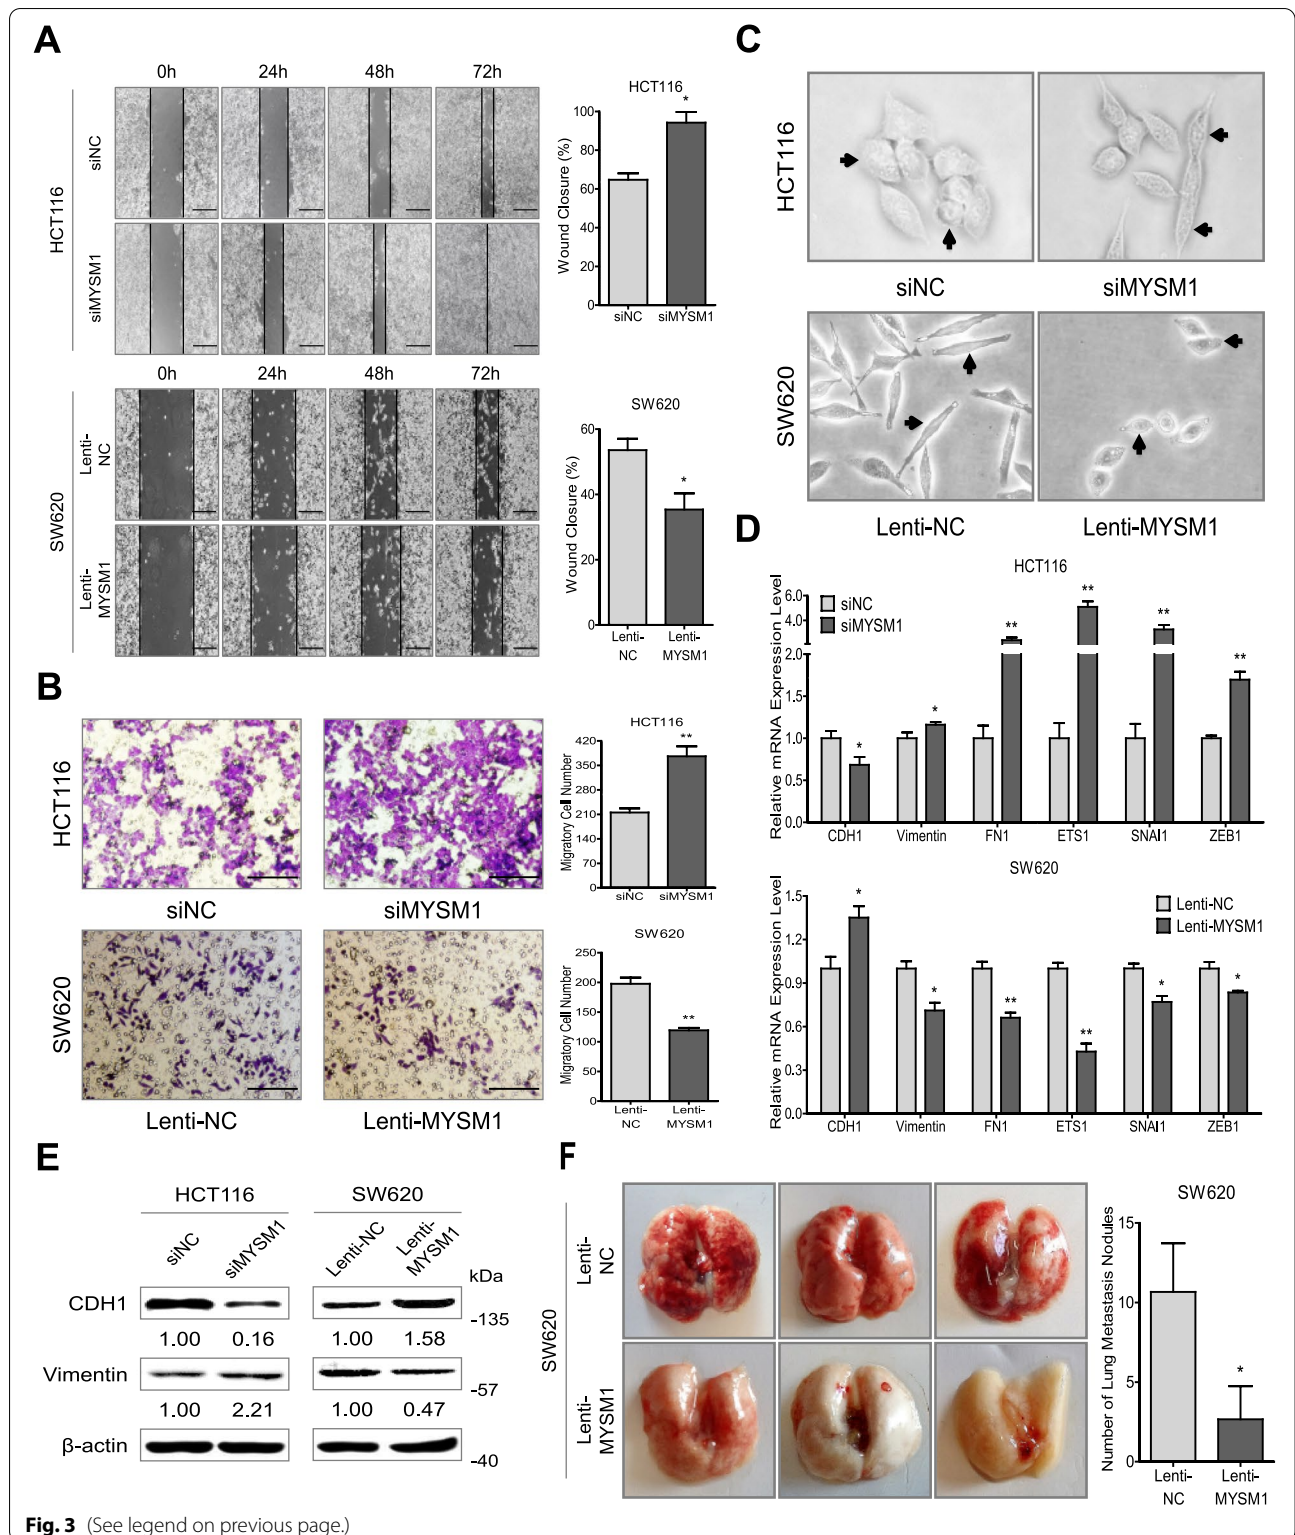 A
0h 24h 48h 72h
HCT116
siNC
siMYSM1
HCT116
*
Wound Closure (%)
100
80
60
40
20
0
siNC siMYSM1
0h 24h 48h 72h
SW620
Lenti-
NC
Lenti-
MYSM1
SW620
*
Wound Closure (%)
60
40
20
0
Lenti- Lenti-
NC MYSM1
B
HCT116
siNC siMYSM1
HCT116
**
Migratory Cell Number
420
350
280
210
140
70
0
siNC siMYSM1
SW620
Lenti-NC Lenti-MYSM1
SW620
**
Migratory Cell Number
250
200
150
100
50
0
Lenti- Lenti-
NC MYSM1
C
HCT116
siNC siMYSM1
SW620
Lenti-NC Lenti-MYSM1
D
HCT116
siNC
siMYSM1
Relative mRNA Expression Level
6.0
4.0
2.0
1.5
1.0
0.5
0.0
* * ** ** ** **
CDH1 Vimentin FN1 ETS1 SNAI1 ZEB1
SW620
Lenti-NC
Lenti-MYSM1
Relative mRNA Expression Level
1.5
1.2
0.9
0.6
0.3
0.0
* * ** ** * *
CDH1 Vimentin FN1 ETS1 SNAI1 ZEB1
E
HCT116 SW620
siNC siMYSM1 Lenti-NC Lenti-
MYSM1
kDa
CDH1 -135
1.00 0.16 1.00 1.58
Vimentin -57
1.00 2.21 1.00 0.47
β-actin -40
F
SW620
Lenti-
NC
Lenti-
MYSM1
SW620
Number of Lung Metastasis Nodules
15
10
5
0
*
Lenti- Lenti-
NC MYSM1
Fig. 3 (See legend on previous page.)